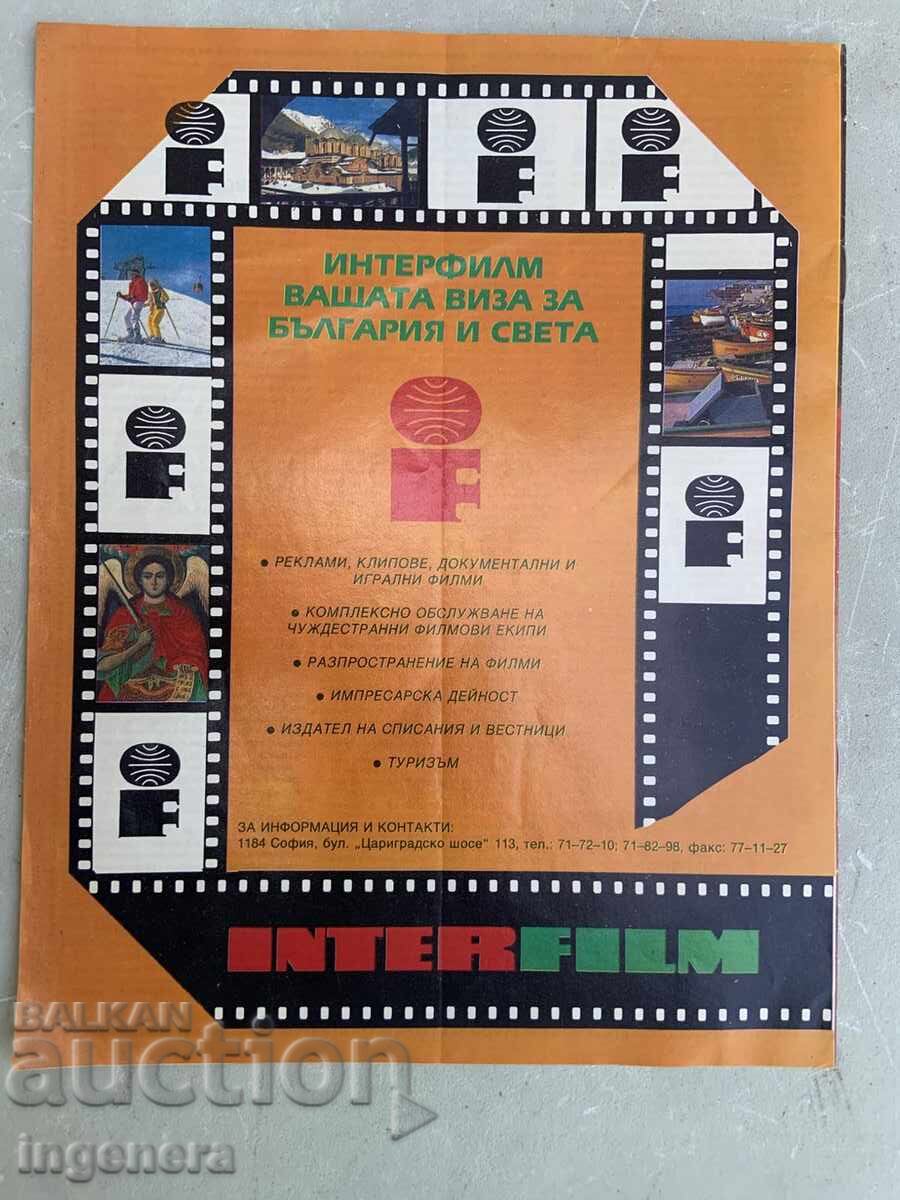 ИНТЕРФИЛМ
ВАШАТА ВИЗА ЗА
БЪЛГАРИЯ И СВЕТА
• РЕКЛАМИ, КЛИПОВЕ, ДОКУМЕНТАЛНИ И
ИГРАЛНИ ФИЛМИ
• КОМПЛЕКСНО ОБСЛУЖВАНЕ НА
ЧУЖДЕСТРАННИ ФИЛМОВИ ЕКИПИ
• РАЗПРОСТРАНЕНИЕ НА ФИЛМИ
• ИМПРЕСАРСКА ДЕЙНОСТ
• ИЗДАТЕЛ НА СПИСАНИЯ И ВЕСТНИЦИ
• ТУРИЗЪМ
ЗА ИНФОРМАЦИЯ И КОНТАКТИ:
1184 София, бул. „Цариградско шосе" 113, тел.: 71–72–10; 71–82–98, факс: 77–11–27
INTERFILM
BALKAN
auction
ingenera